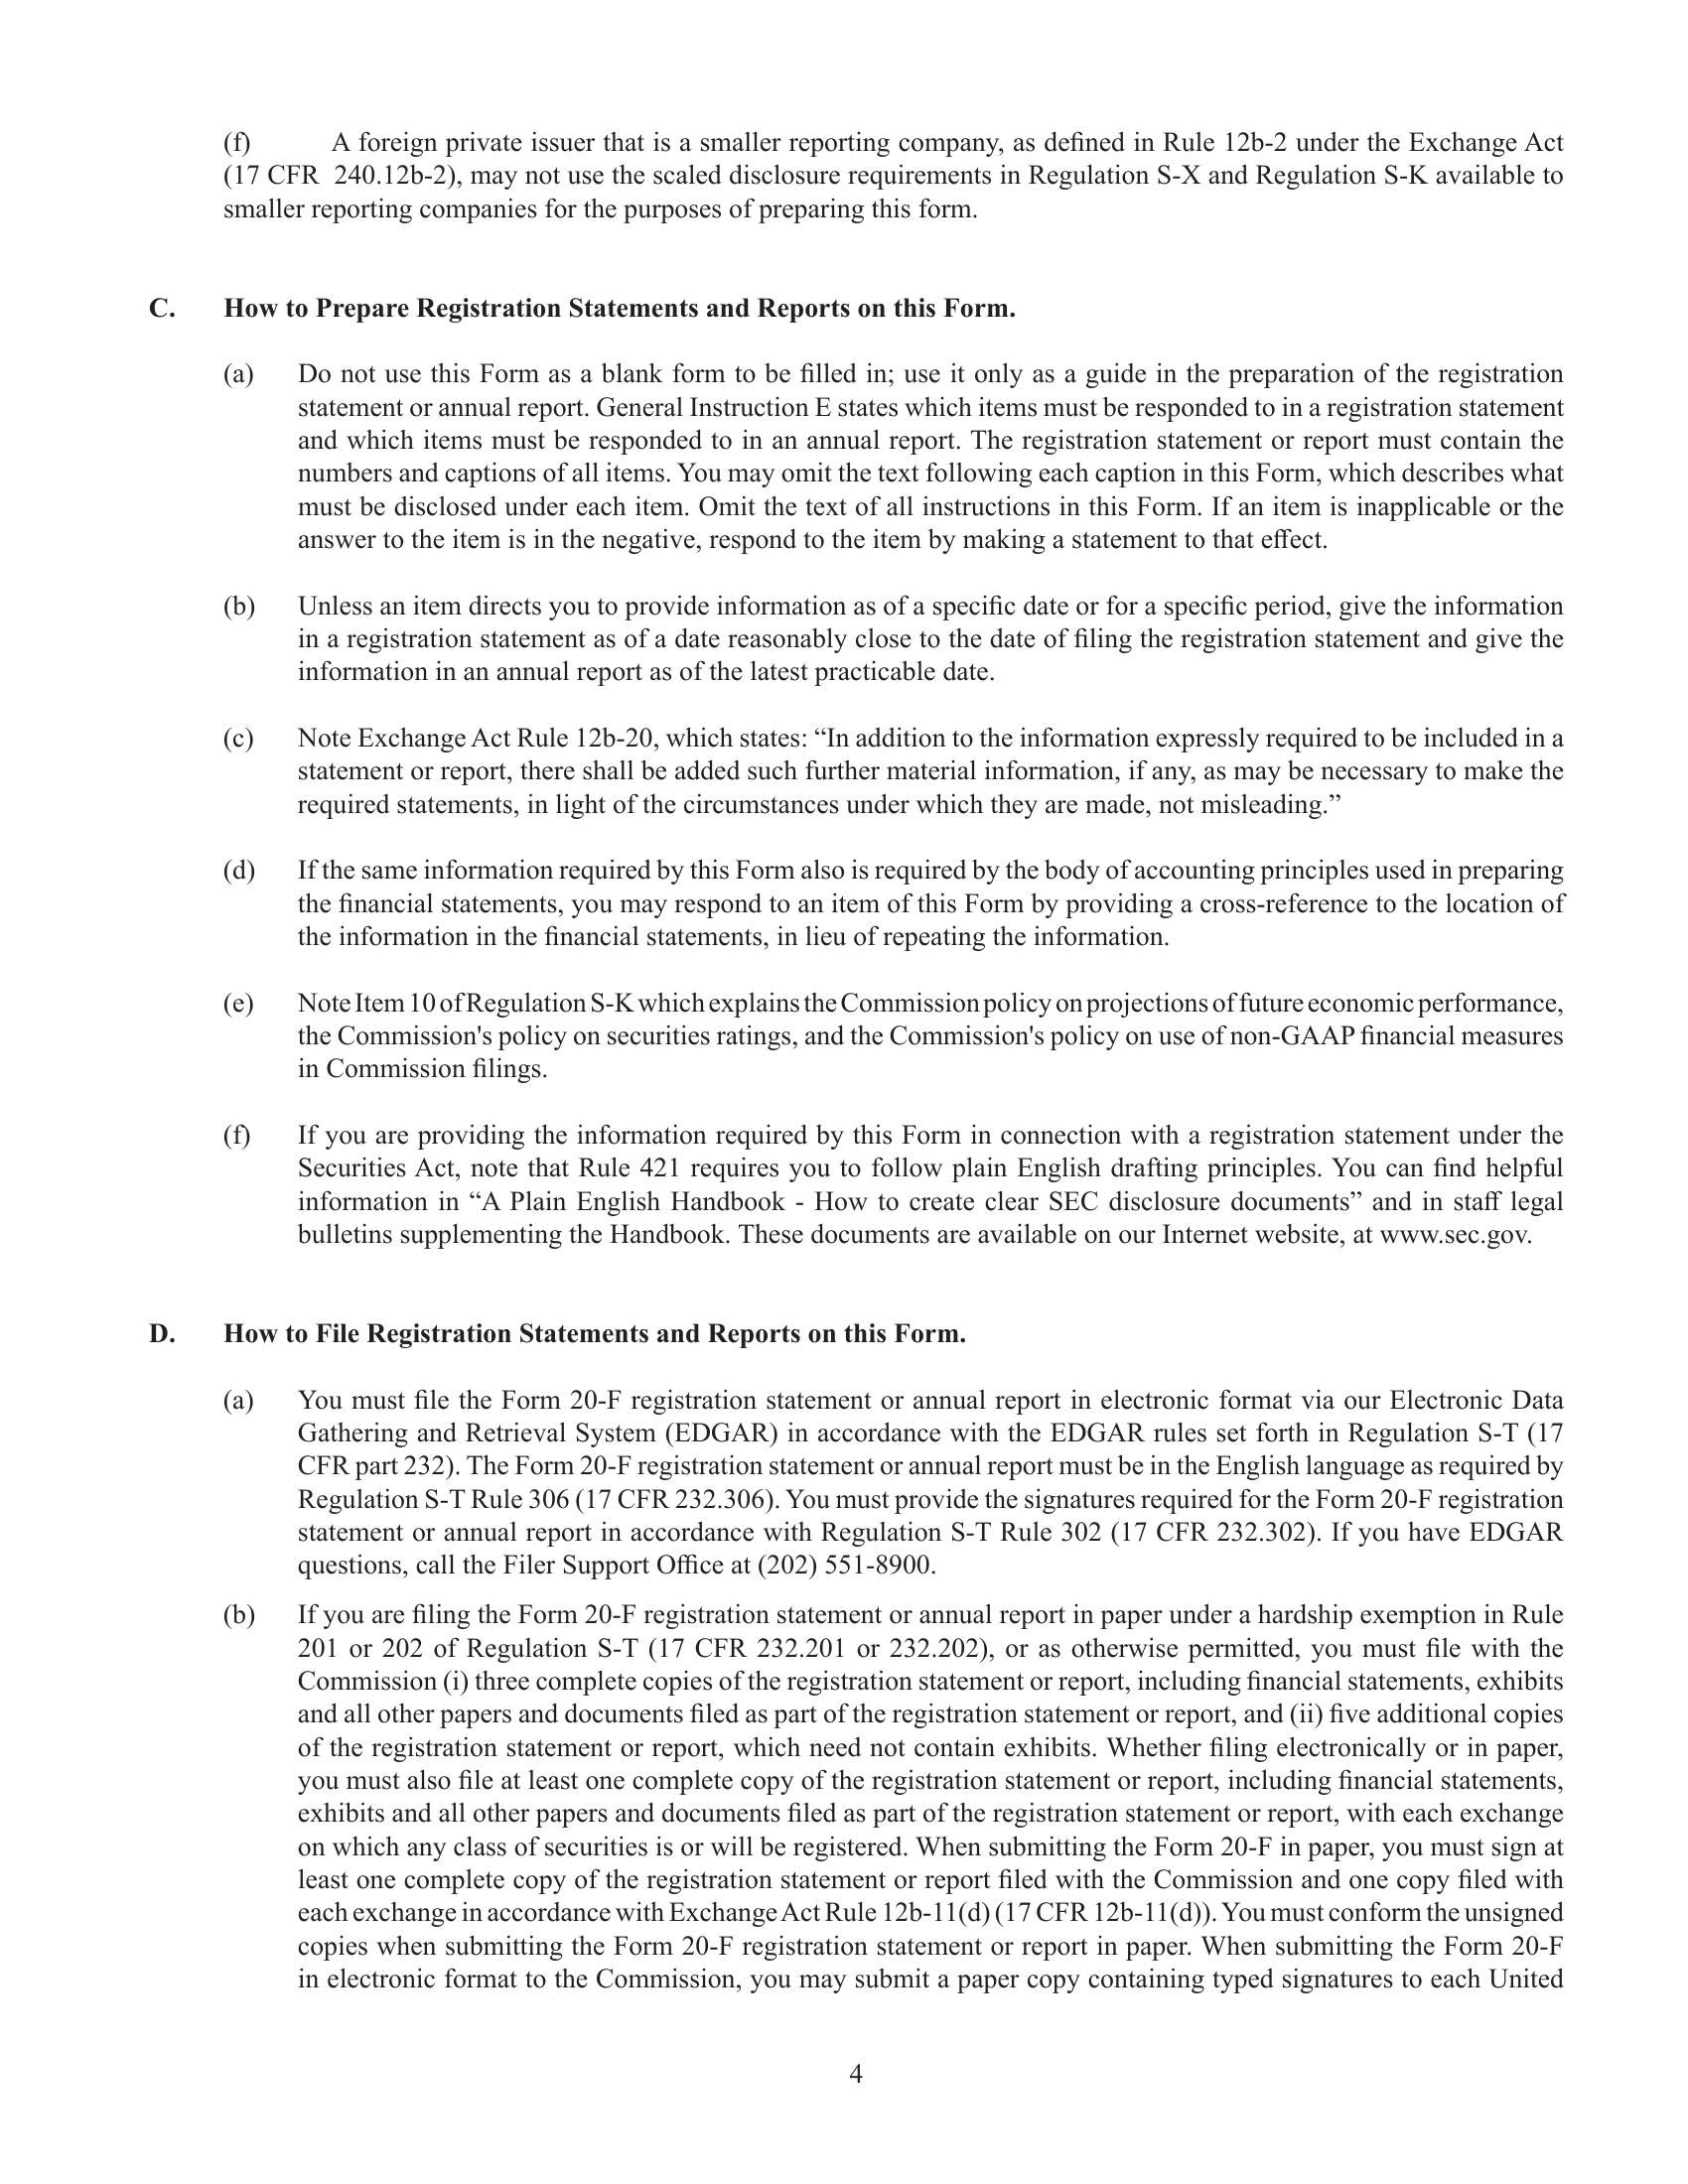 (f) A foreign private issuer that is a smaller reporting company, as defined in Rule 12b-2 under the Exchange Act
(17 CFR 240.12b-2), may not use the scaled disclosure requirements in Regulation S-X and Regulation S-K available to
smaller reporting companies for the purposes of preparing this form.
C. How to Prepare Registration Statements and Reports on this Form.
(a) Do not use this Form as a blank form to be filled in; use it only as a guide in the preparation of the registration
statement or annual report. General Instruction E states which items must be responded to in a registration statement
and which items must be responded to in an annual report. The registration statement or report must contain the
numbers and captions of all items. You may omit the text following each caption in this Form, which describes what
must be disclosed under each item. Omit the text of all instructions in this Form. If an item is inapplicable or the
answer to the item is in the negative, respond to the item by making a statement to that effect.
(b) Unless an item directs you to provide information as of a specific date or for a specific period, give the information
in a registration statement as of a date reasonably close to the date of filing the registration statement and give the
information in an annual report as of the latest practicable date.
(c) Note Exchange Act Rule 12b-20, which states: “In addition to the information expressly required to be included in a
statement or report, there shall be added such further material information, if any, as may be necessary to make the
required statements, in light of the circumstances under which they are made, not misleading.”
(d) If the same information required by this Form also is required by the body of accounting principles used in preparing
the financial statements, you may respond to an item of this Form by providing a cross-reference to the location of
the information in the financial statements, in lieu of repeating the information.
(e) Note Item 10 of Regulation S-K which explains the Commission policy on projections of future economic performance,
the Commission's policy on securities ratings, and the Commission's policy on use of non-GAAP financial measures
in Commission filings.
(f) If you are providing the information required by this Form in connection with a registration statement under the
Securities Act, note that Rule 421 requires you to follow plain English drafting principles. You can find helpful
information in “A Plain English Handbook - How to create clear SEC disclosure documents” and in staff legal
bulletins supplementing the Handbook. These documents are available on our Internet website, at www.sec.gov.
D. How to File Registration Statements and Reports on this Form.
(a) You must file the Form 20-F registration statement or annual report in electronic format via our Electronic Data
Gathering and Retrieval System (EDGAR) in accordance with the EDGAR rules set forth in Regulation S-T (17
CFR part 232). The Form 20-F registration statement or annual report must be in the English language as required by
Regulation S-T Rule 306 (17 CFR 232.306). You must provide the signatures required for the Form 20-F registration
statement or annual report in accordance with Regulation S-T Rule 302 (17 CFR 232.302). If you have EDGAR
questions, call the Filer Support Office at (202) 551-8900.
(b) If you are filing the Form 20-F registration statement or annual report in paper under a hardship exemption in Rule
201 or 202 of Regulation S-T (17 CFR 232.201 or 232.202), or as otherwise permitted, you must file with the
Commission (i) three complete copies of the registration statement or report, including financial statements, exhibits
and all other papers and documents filed as part of the registration statement or report, and (ii) five additional copies
of the registration statement or report, which need not contain exhibits. Whether filing electronically or in paper,
you must also file at least one complete copy of the registration statement or report, including financial statements,
exhibits and all other papers and documents filed as part of the registration statement or report, with each exchange
on which any class of securities is or will be registered. When submitting the Form 20-F in paper, you must sign at
least one complete copy of the registration statement or report filed with the Commission and one copy filed with
each exchange in accordance with Exchange Act Rule 12b-11(d) (17 CFR 12b-11(d)). You must conform the unsigned
copies when submitting the Form 20-F registration statement or report in paper. When submitting the Form 20-F
in electronic format to the Commission, you may submit a paper copy containing typed signatures to each United
4